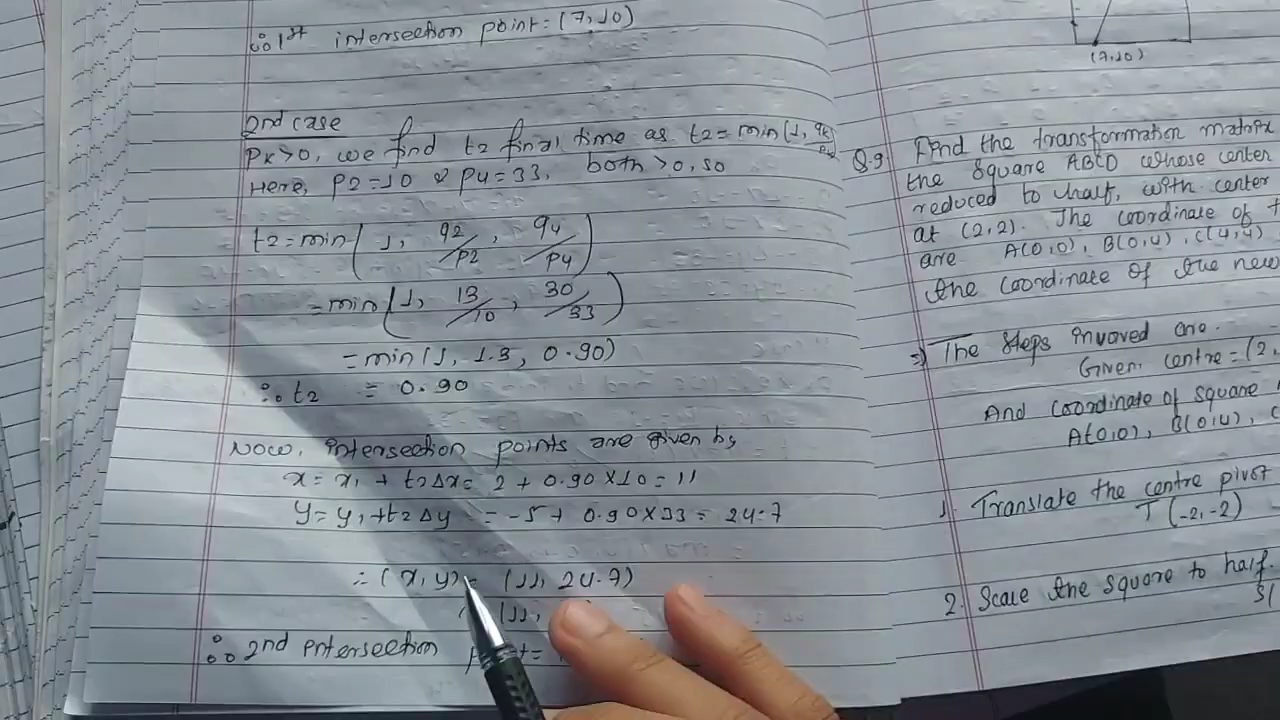 ∴ 1st intersection point = (7, 10)
2nd case
Pk>0, we find t2 final time as t2 = min(1, qk/pk)
Here, P2=10 & P4=33, both >0, so
t2 = min(1, q2/p2, q4/p4)
= min(1, 13/10, 30/33)
= min(1, 1.3, 0.90)
∴ t2 = 0.90
Now, intersection points are given by
x = x1 + t2Δx = 2 + 0.90×10 = 11
y = y1 + t2Δy = -5 + 0.90×33 = 24.7
= (x, y) = (11, 24.7)
(11,
∴ 2nd intersection
(7,10)
Q.9 Find the transformation matrix
the square ABCD whose center
reduced to half, with center
at (2,2). The coordinate of
are A(0,0), B(0,4), C(4,4)
the coordinate of the new
⇒ The steps invoved are.
Given centre = (2,
And coordinate of square
A(0,0), B(0,4),
1. Translate the centre pivot
T(-2,-2)
2. Scale the square to half.
S(